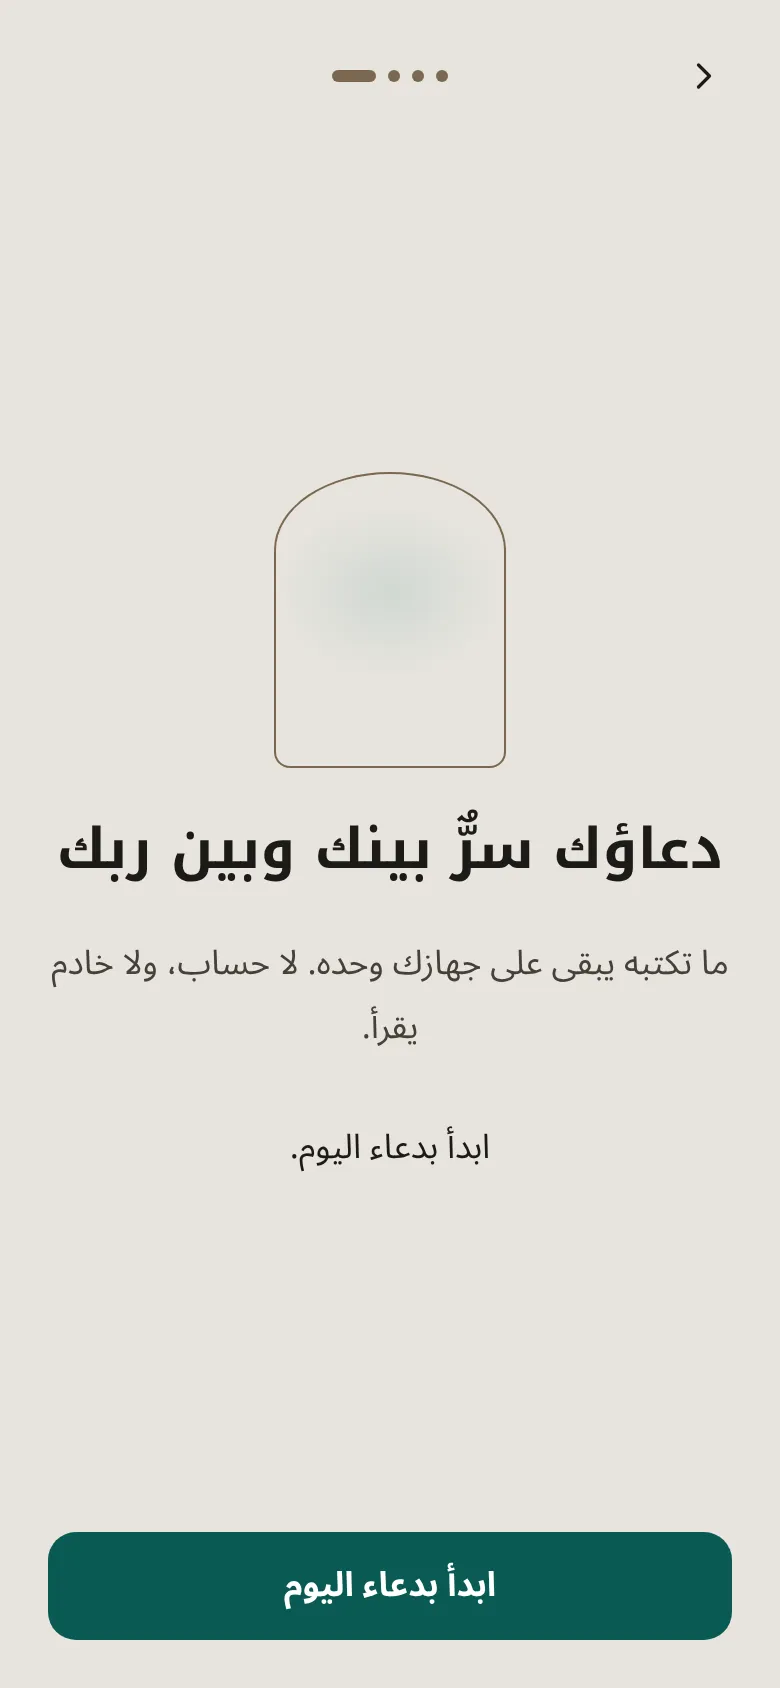 دعاؤك سرٌّ بينك وبين ربك
ما تكتبه يبقى على جهازك وحده. لا حساب، ولا خادم
يقرأ.
ابدأ بدعاء اليوم.
ابدأ بدعاء اليوم